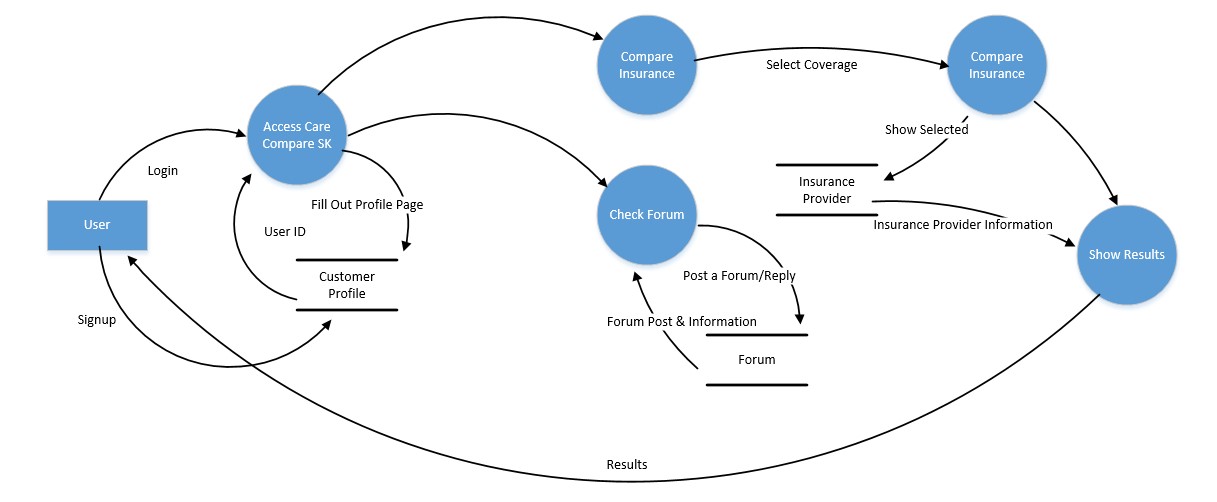 Compare
Insurance
Select Coverage
Compare
Insurance
Access Care
Compare SK
Show Selected
Login
Insurance
Provider
Fill Out Profile Page
Check Forum
User
User ID
Insurance Provider Information
Show Results
Customer
Profile
Post a Forum/Reply
Signup
Forum Post & Information
Forum
Results